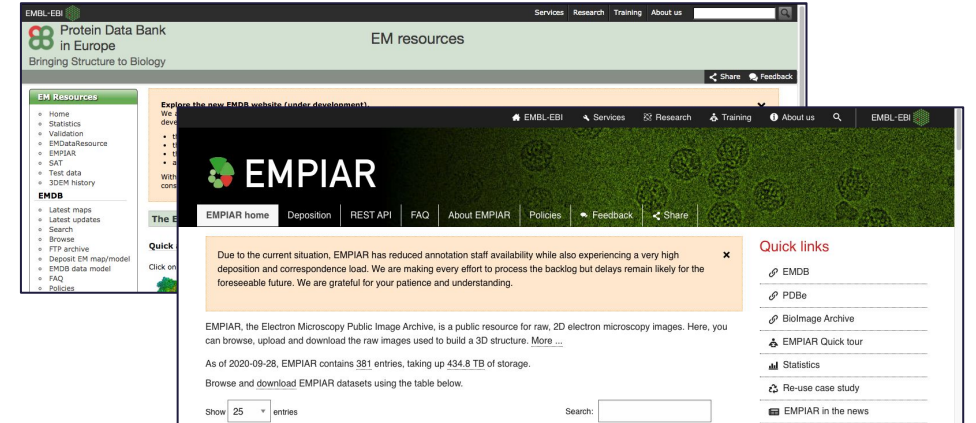 EMBL-EBI
Services Research Training About us
Protein Data Bank
in Europe
Bringing Structure to Biology
EM resources
Share Feedback
EM Resources
Home
Statistics
Validation
EMDataResource
EMPIAR
SAT
Test data
3DEM history
EMDB
Latest maps
Latest updates
Search
Browse
FTP archive
Deposit EM map/model
EMDB data model
FAQ
Policies
Explore the new EMDB website (under development).
We a
deve
With
cons
The E
Quick
Click on
EMBL-EBI Services Research Training About us EMBL-EBI
EMPIAR
EMPIAR home Deposition REST API FAQ About EMPIAR Policies Feedback Share
Due to the current situation, EMPIAR has reduced annotation staff availability while also experiencing a very high
deposition and correspondence load. We are making every effort to process the backlog but delays remain likely for the
foreseeable future. We are grateful for your patience and understanding.
EMPIAR, the Electron Microscopy Public Image Archive, is a public resource for raw, 2D electron microscopy images. Here, you
can browse, upload and download the raw images used to build a 3D structure. More ...
As of 2020-09-28, EMPIAR contains 381 entries, taking up 434.8 TB of storage.
Browse and download EMPIAR datasets using the table below.
Show 25 entries
Search:
Quick links
EMDB
PDBe
BioImage Archive
EMPIAR Quick tour
Statistics
Re-use case study
EMPIAR in the news